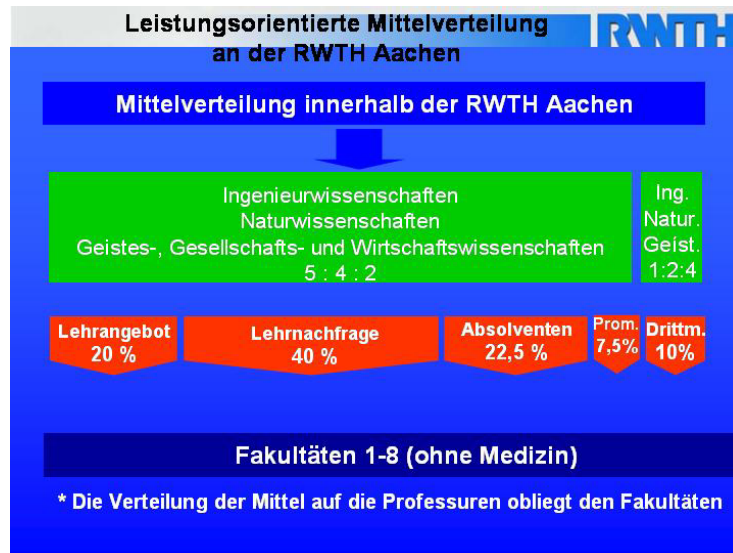 Leistungsorientierte Mittelverteilung
an der RWTH Aachen
RWTH
Mittelverteilung innerhalb der RWTH Aachen
Ingenieurwissenschaften
Naturwissenschaften
Geistes-, Gesellschafts- und Wirtschaftswissenschaften
5 : 4 : 2
Ing.
Natur.
Geist.
1:2:4
Lehrangebot
20 %
Lehrnachfrage
40 %
Absolventen
22,5 %
Prom.
7,5%
Drittm.
10%
Fakultäten 1-8 (ohne Medizin)
* Die Verteilung der Mittel auf die Professuren obliegt den Fakultäten